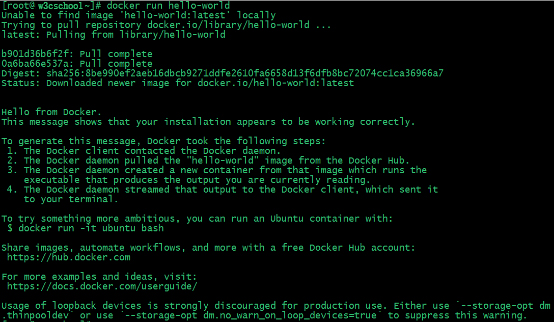 [root@w3cschool~]# docker run hello-world
Unable to find image 'hello-world:latest' locally
Trying to pull repository docker.io/library/hello-world ...
latest: Pulling from library/hello-world
b901d36b6f2f: Pull complete
0a6ba66e537a: Pull complete
Digest: sha256:8be990ef2aeb16dbcb9271ddfe2610fa6658d13f6dfb8bc72074cc1ca36966a7
Status: Downloaded newer image for docker.io/hello-world:latest
Hello from Docker.
This message shows that your installation appears to be working correctly.
To generate this message, Docker took the following steps:
1. The Docker client contacted the Docker daemon.
2. The Docker daemon pulled the "hello-world" image from the Docker Hub.
3. The Docker daemon created a new container from that image which runs the
executable that produces the output you are currently reading.
4. The Docker daemon streamed that output to the Docker client, which sent it
to your terminal.
To try something more ambitious, you can run an Ubuntu container with:
$ docker run -it ubuntu bash
Share images, automate workflows, and more with a free Docker Hub account:
https://hub.docker.com
For more examples and ideas, visit:
https://docs.docker.com/userguide/
Usage of loopback devices is strongly discouraged for production use. Either use `--storage-opt dm
.thinpooldev` or use `--storage-opt dm.no_warn_on_loop_devices=true` to suppress this warning.